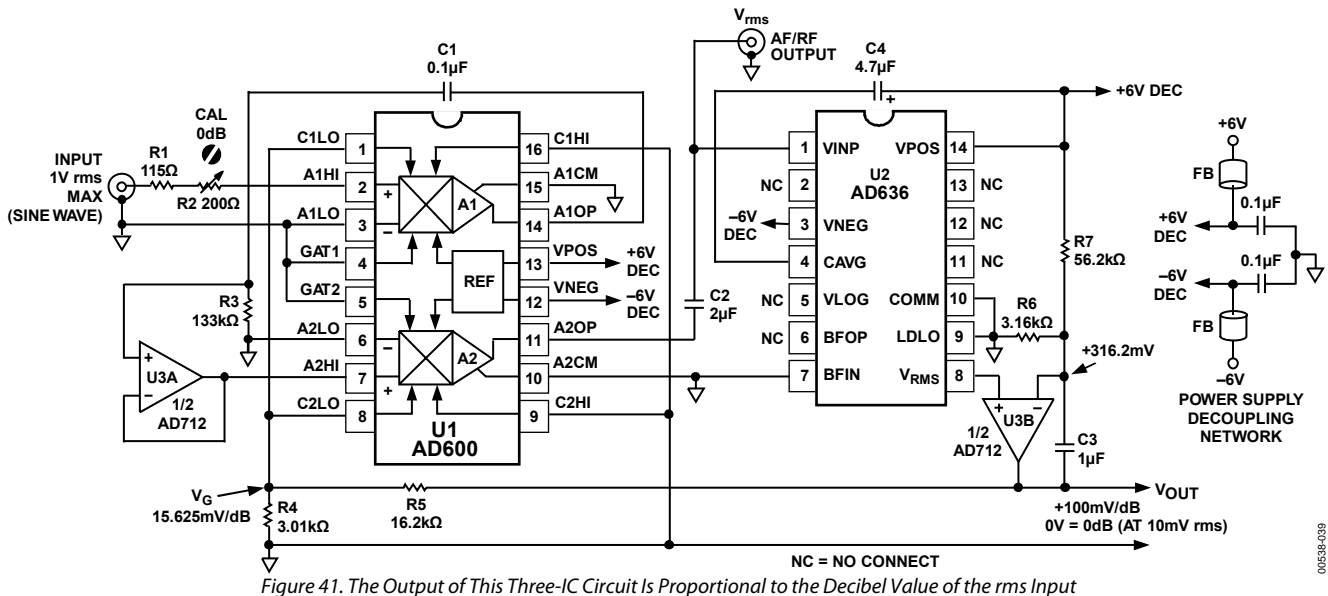 Vrms
AF/RF
OUTPUT
C1
0.1µF
C4
4.7µF
+6V DEC
CAL
0dB
INPUT
1V rms
MAX
(SINE WAVE)
R1
115Ω
R2 200Ω
C1LO
1
16
C1HI
A1HI
2
+
A1
15
A1CM
A1LO
3
–
14
A1OP
GAT1
4
REF
13
VPOS
+6V
DEC
GAT2
5
12
VNEG
–6V
DEC
R3
133kΩ
A2LO
6
–
A2
11
A2OP
A2HI
7
+
10
A2CM
C2LO
8
9
C2HI
U1
AD600
+
–
U3A
1/2
AD712
C2
2µF
+
1
VINP
VPOS
14
U2
AD636
NC
2
13
NC
–6V
DEC
3
VNEG
12
NC
4
CAVG
11
NC
NC
5
VLOG
COMM
10
NC
6
BFOP
LDLO
9
7
BFIN
VRMS
8
R6
3.16kΩ
R7
56.2kΩ
+316.2mV
+
–
U3B
1/2
AD712
C3
1µF
+6V
FB
0.1µF
+6V
DEC
0.1µF
–6V
DEC
FB
–6V
POWER SUPPLY
DECOUPLING
NETWORK
VG
15.625mV/dB
R4
3.01kΩ
R5
16.2kΩ
VOUT
+100mV/dB
0V = 0dB (AT 10mV rms)
NC = NO CONNECT
00538-039
Figure 41. The Output of This Three-IC Circuit Is Proportional to the Decibel Value of the rms Input